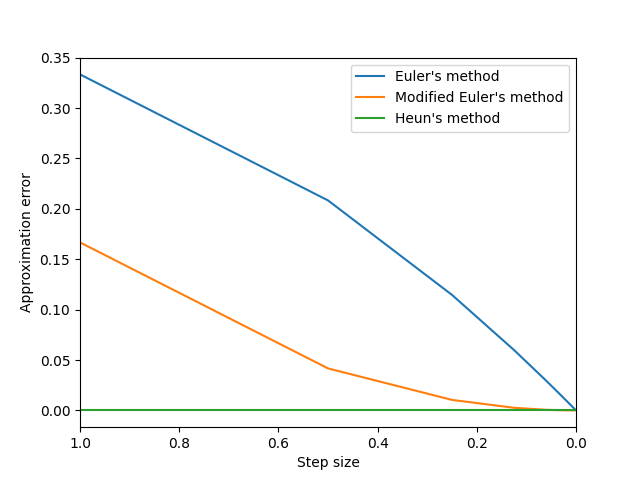 Euler's method
Modified Euler's method
Heun's method
Approximation error
0.35
0.30
0.25
0.20
0.15
0.10
0.05
0.00
1.0 0.8 0.6 0.4 0.2 0.0
Step size